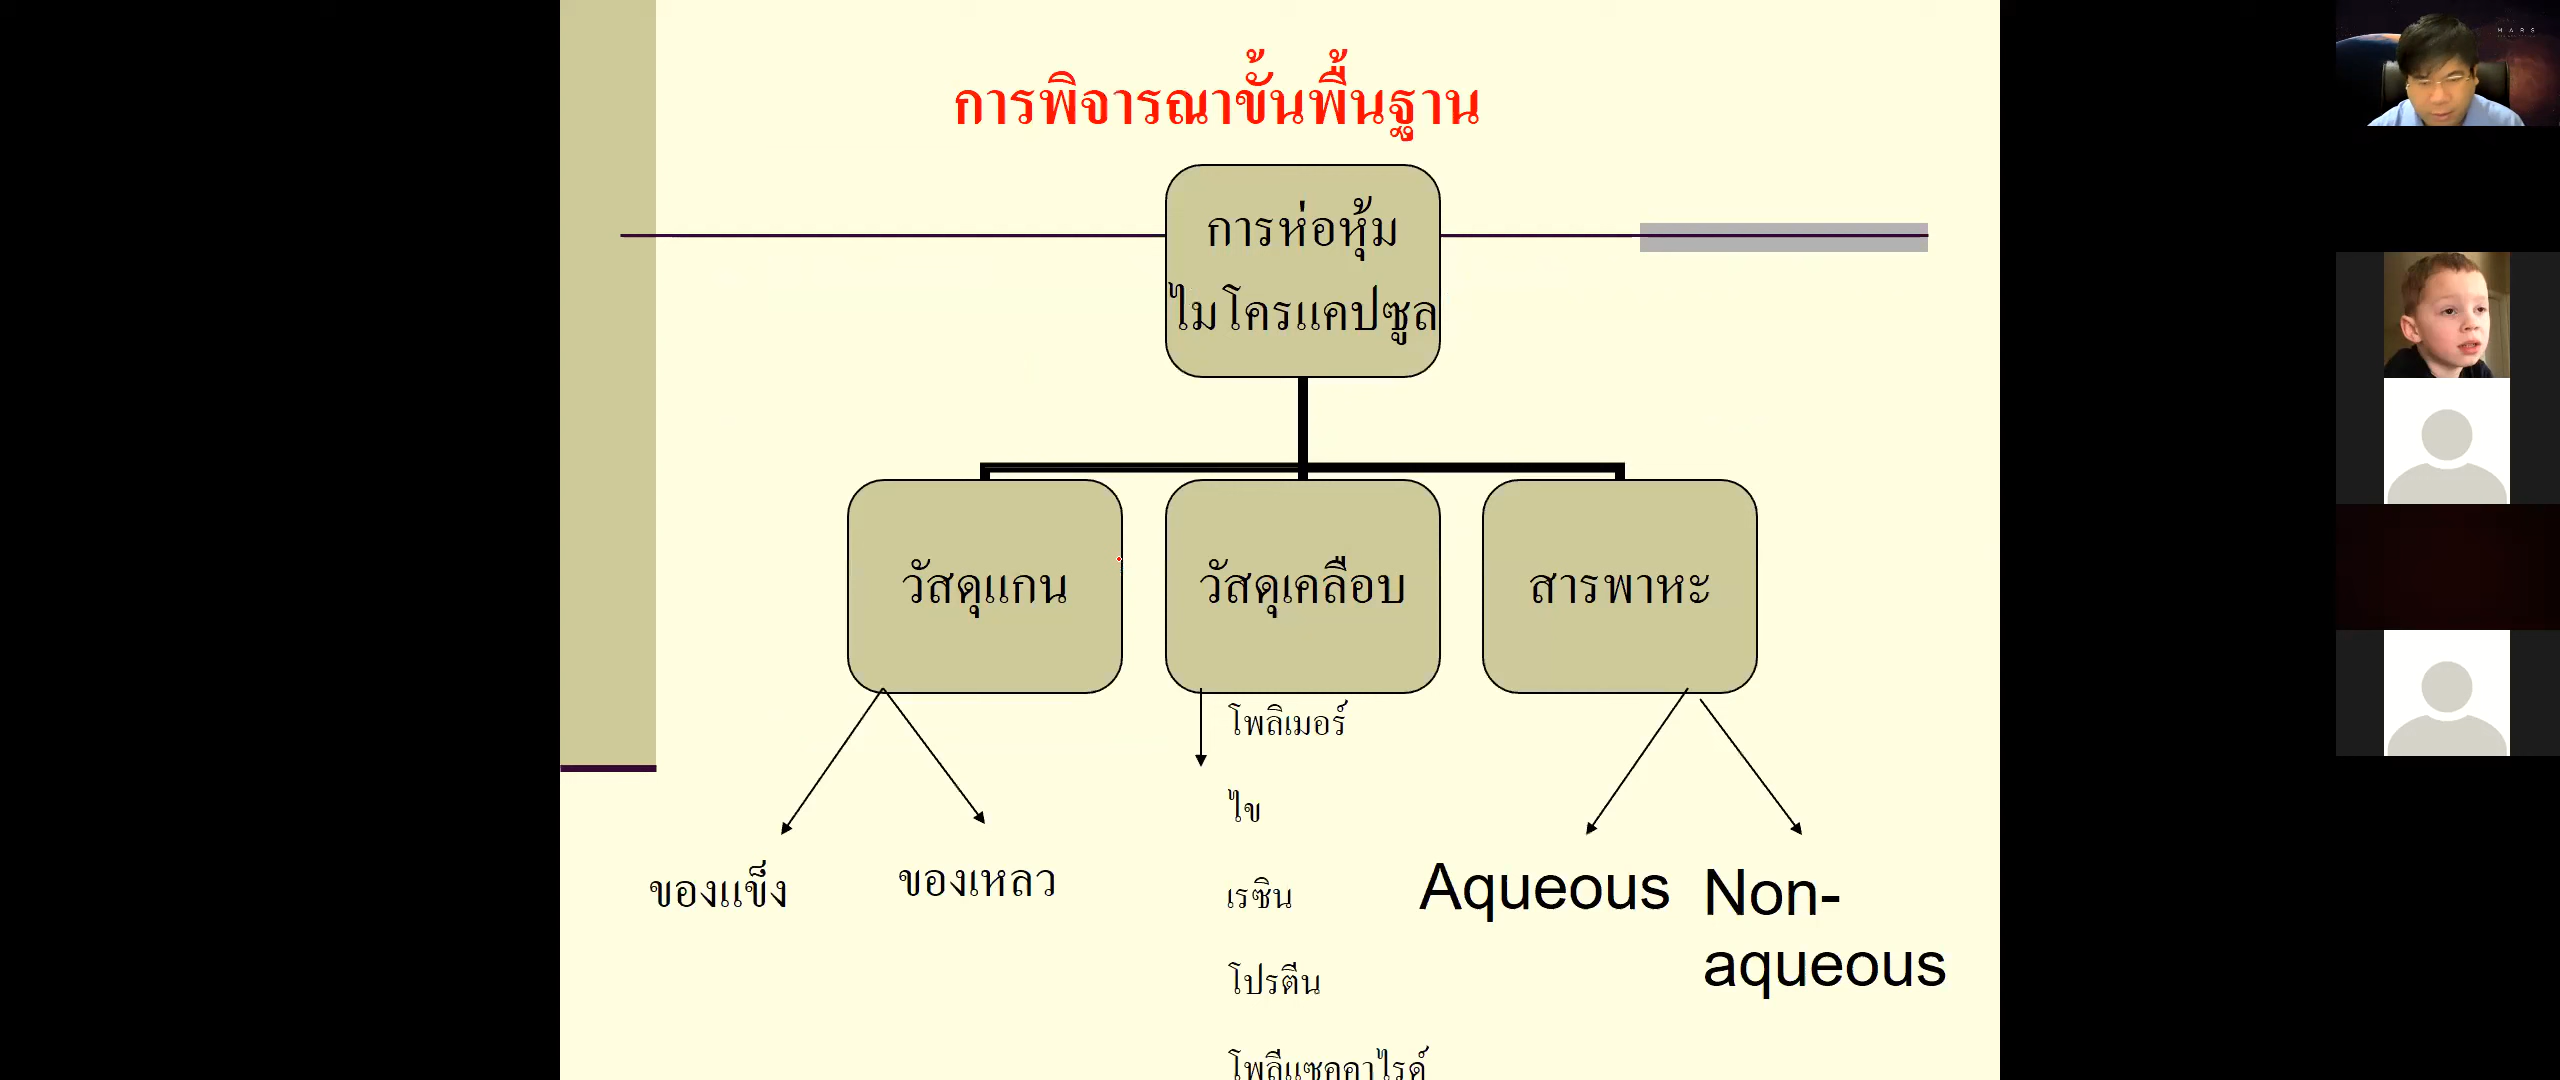 การพิจารณาขั้นพื้นฐาน
การห่อหุ้ม
ไมโครแคปซูล
วัสดุแกน
วัสดุเคลือบ
สารพาหะ
ของแข็ง
ของเหลว
โพลิเมอร์
ไข
เรซิน
โปรตีน
โพลีแซคคาไรด์
Aqueous
Non-
aqueous
MARS